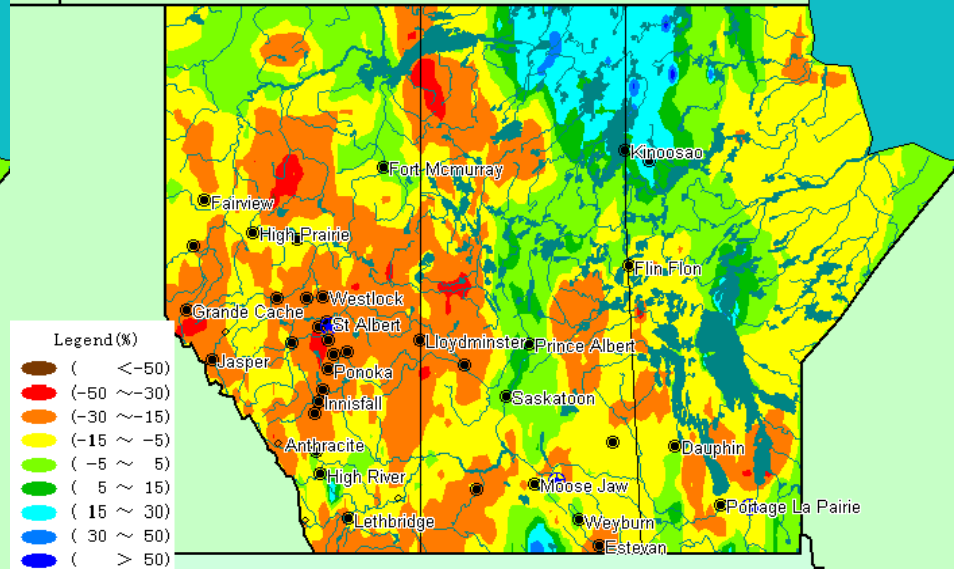 Kinoosao
Fort Mcmurray
Fairview
High Prairie
Flin Flon
Westlock
Grande Cache
St Albert
Lloydminster
Prince Albert
Jasper
Ponoka
Saskatoon
Innisfall
Anthracite
Dauphin
High River
Moose Jaw
Portage La Pairie
Lethbridge
Weyburn
Estevan
Legend(%)
( <-50)
(-50 ～ -30)
(-30 ～ -15)
(-15 ～ -5)
( -5 ～ 5)
( 5 ～ 15)
( 15 ～ 30)
( 30 ～ 50)
( > 50)